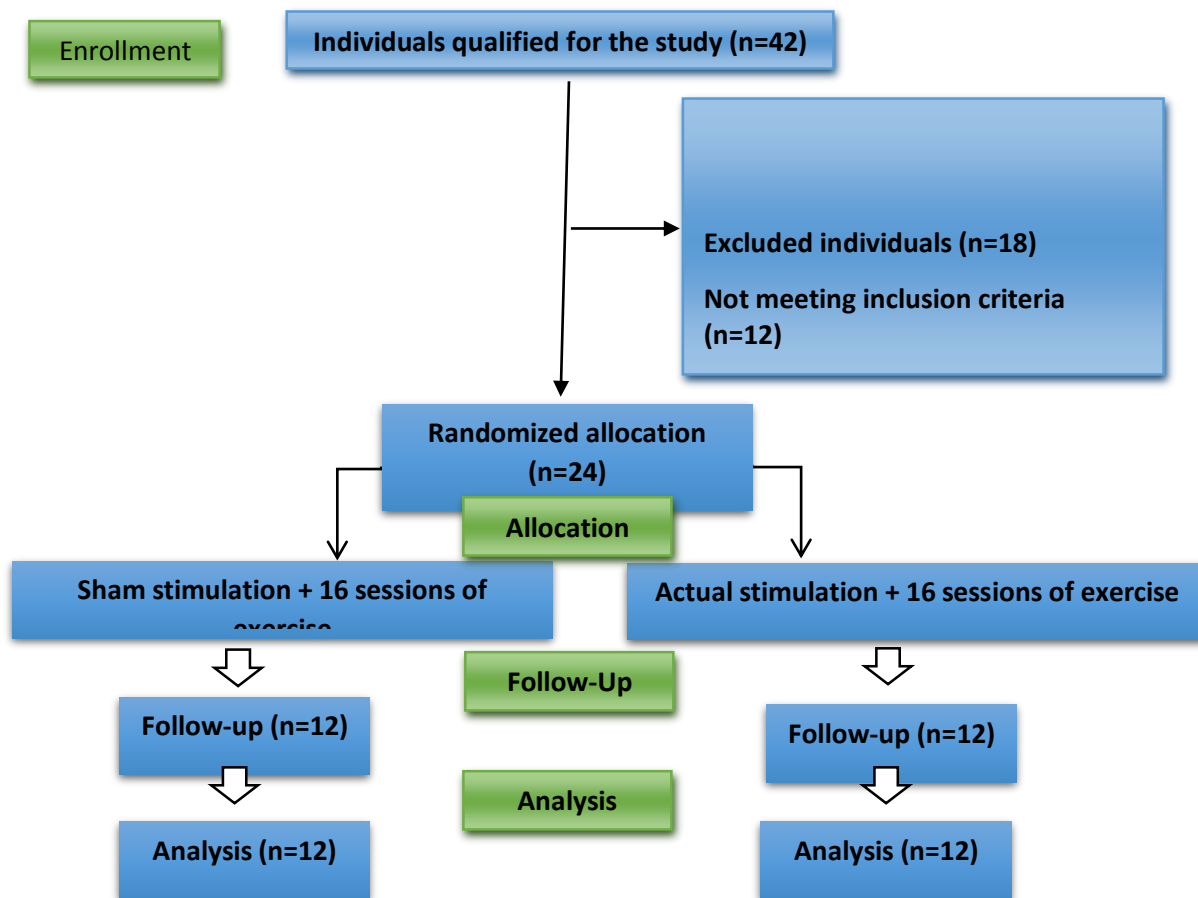 Enrollment
Individuals qualified for the study (n=42)
Excluded individuals (n=18)
Not meeting inclusion criteria
(n=12)
Randomized allocation
(n=24)
Allocation
Sham stimulation + 16 sessions of
exercise
Actual stimulation + 16 sessions of exercise
Follow-Up
Follow-up (n=12)
Follow-up (n=12)
Analysis
Analysis (n=12)
Analysis (n=12)